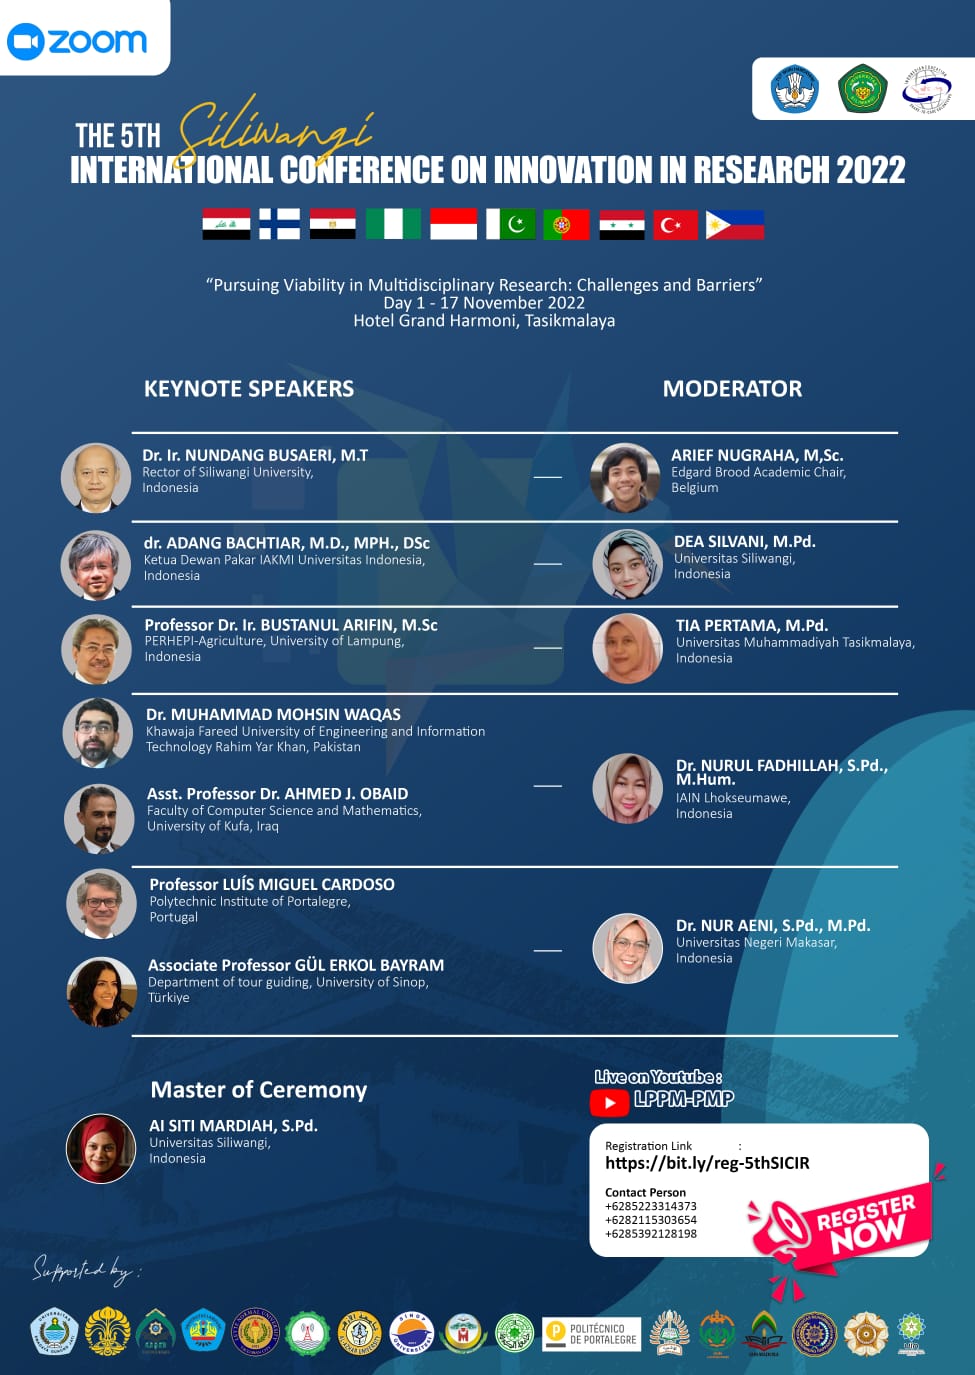 zoom
THE 5TH Siliwangi
INTERNATIONAL CONFERENCE ON INNOVATION IN RESEARCH 2022
“Pursuing Viability in Multidisciplinary Research: Challenges and Barriers”
Day 1 - 17 November 2022
Hotel Grand Harmoni, Tasikmalaya
KEYNOTE SPEAKERS
MODERATOR
Dr. Ir. NUNDANG BUSAERI, M.T
Rector of Siliwangi University,
Indonesia
ARIEF NUGRAHA, M,Sc.
Edgard Brood Academic Chair,
Belgium
dr. ADANG BACHTIAR, M.D., MPH., DSc
Ketua Dewan Pakar IAKMI Universitas Indonesia,
Indonesia
DEA SILVANI, M.Pd.
Universitas Siliwangi,
Indonesia
Professor Dr. Ir. BUSTANUL ARIFIN, M.Sc
PERHEPI-Agriculture, University of Lampung,
Indonesia
TIA PERTAMA, M.Pd.
Universitas Muhammadiyah Tasikmalaya,
Indonesia
Dr. MUHAMMAD MOHSIN WAQAS
Khawaja Fareed University of Engineering and Information
Technology Rahim Yar Khan, Pakistan
Asst. Professor Dr. AHMED J. OBAID
Faculty of Computer Science and Mathematics,
University of Kufa, Iraq
Dr. NURUL FADHILLAH, S.Pd.,
M.Hum.
IAIN Lhokseumawe,
Indonesia
Professor LUÍS MIGUEL CARDOSO
Polytechnic Institute of Portalegre,
Portugal
Associate Professor GÜL ERKOL BAYRAM
Department of tour guiding, University of Sinop,
Türkiye
Dr. NUR AENI, S.Pd., M.Pd.
Universitas Negeri Makasar,
Indonesia
Master of Ceremony
AI SITI MARDIAH, S.Pd.
Universitas Siliwangi,
Indonesia
Live on Youtube :
LPPM-PMP
Registration Link :
https://bit.ly/reg-5thSICIR
Contact Person
+6285223314373
+6282115303654
+6285392128198
REGISTER
NOW
Supported by :
POLITÉCNICO
DE PORTALEGRE